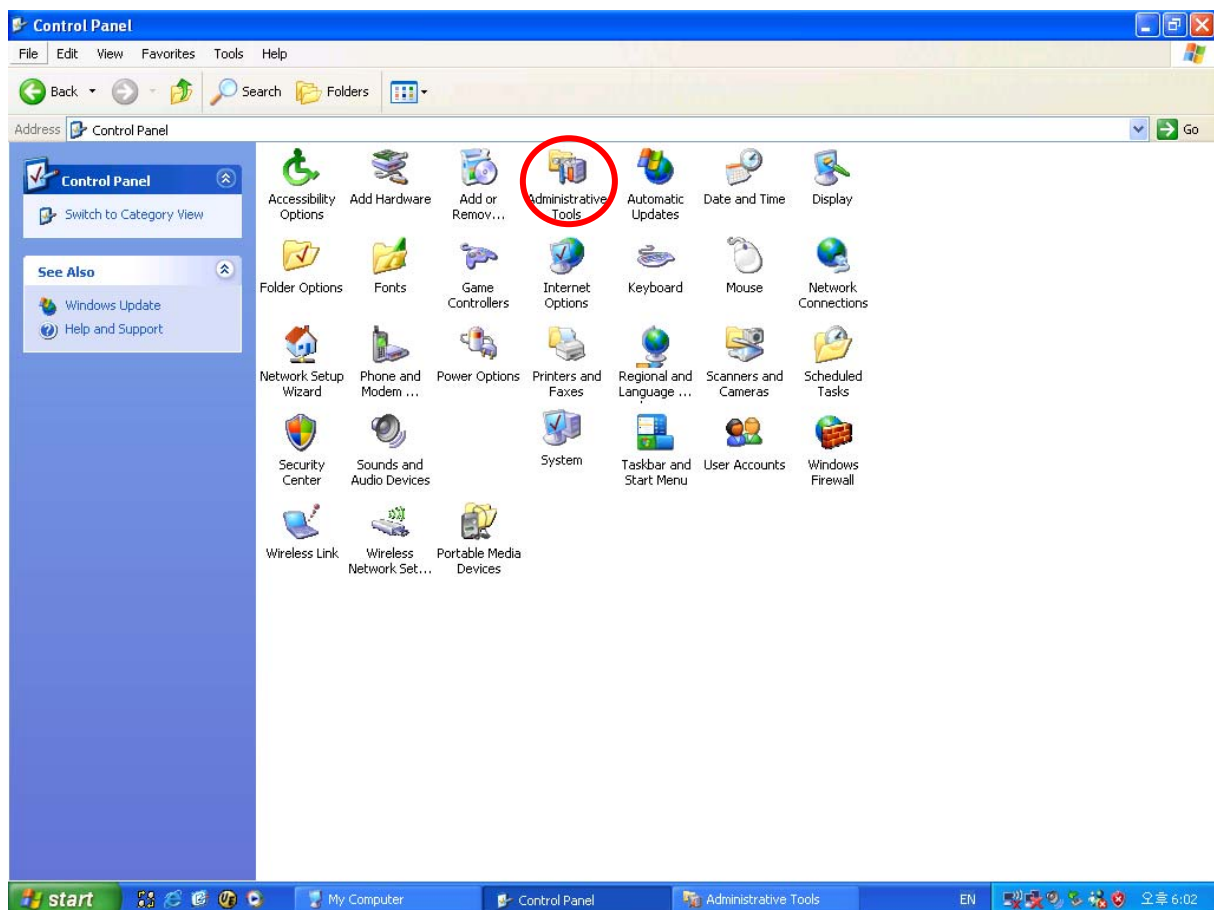 Control Panel
File Edit View Favorites Tools Help
Back Search Folders
Address Control Panel Go
Control Panel
Switch to Category View
See Also
Windows Update
Help and Support
Accessibility Options
Add Hardware
Add or Remov...
Administrative Tools
Automatic Updates
Date and Time
Display
Folder Options
Fonts
Game Controllers
Internet Options
Keyboard
Mouse
Network Connections
Network Setup Wizard
Phone and Modem ...
Power Options
Printers and Faxes
Regional and Language ...
Scanners and Cameras
Scheduled Tasks
Security Center
Sounds and Audio Devices
System
Taskbar and Start Menu
User Accounts
Windows Firewall
Wireless Link
Wireless Network Set...
Portable Media Devices
start My Computer Control Panel Administrative Tools EN 오후 6:02